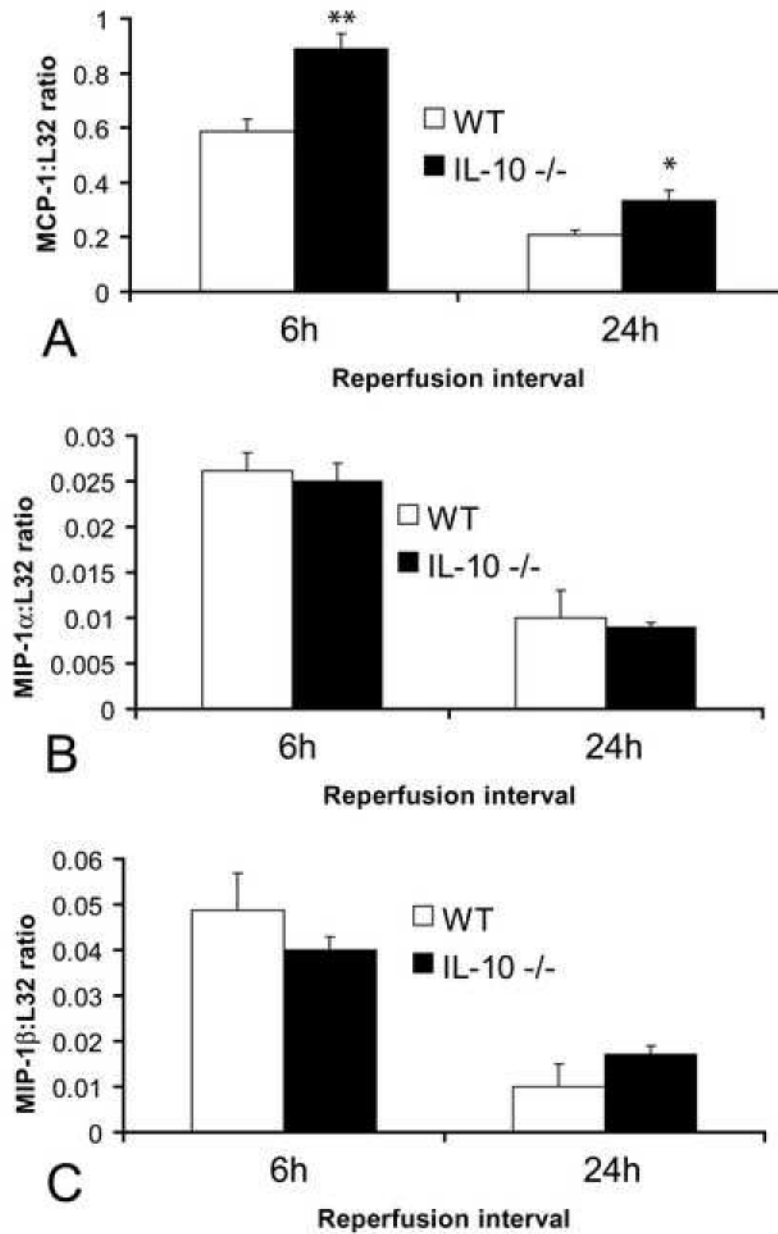 1
0.8
0.6
0.4
0.2
0
MCP-1:L32 ratio
**
*
WT
IL-10 -/-
6h 24h
A
Reperfusion interval
0.03
0.025
0.02
0.015
0.01
0.005
0
MIP-1α:L32 ratio
WT
IL-10 -/-
6h 24h
B
Reperfusion interval
0.06
0.05
0.04
0.03
0.02
0.01
0
MIP-1β:L32 ratio
WT
IL-10 -/-
6h 24h
C
Reperfusion interval